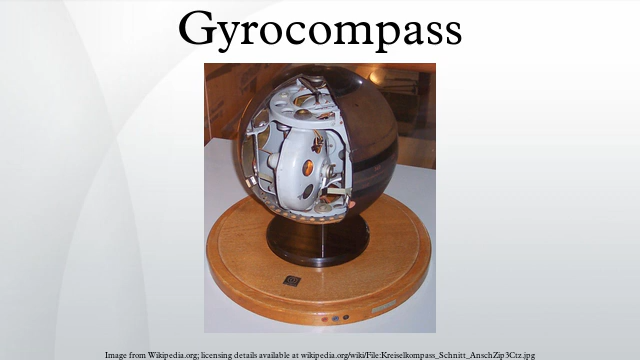 Gyrocompass
Image from Wikipedia.org; licensing details available at wikipedia.org/wiki/File:Kreiselkompass_Schnitt_AnschZip3Ctz.jpg